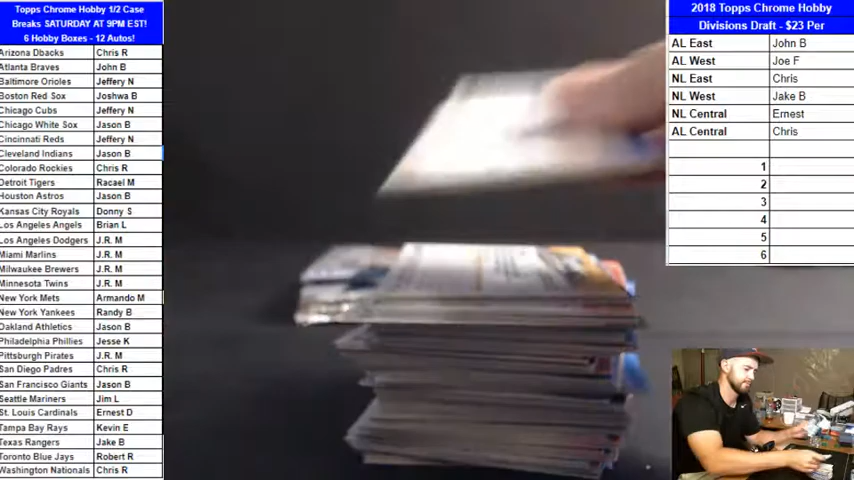 Topps Chrome Hobby 1/2 Case
Breaks SATURDAY AT 9PM EST!
6 Hobby Boxes - 12 Autos!
Arizona Dbacks Chris R
Atlanta Braves John B
Baltimore Orioles Jeffery N
Boston Red Sox Joshwa B
Chicago Cubs Jeffery N
Chicago White Sox Jason B
Cincinnati Reds Jeffery N
Cleveland Indians Jason B
Colorado Rockies Chris R
Detroit Tigers Racael M
Houston Astros Jason B
Kansas City Royals Donny S
Los Angeles Angels Brian L
Los Angeles Dodgers J.R. M
Miami Marlins J.R. M
Milwaukee Brewers J.R. M
Minnesota Twins J.R. M
New York Mets Armando M
New York Yankees Randy B
Oakland Athletics Jason B
Philadelphia Phillies Jesse K
Pittsburgh Pirates J.R. M
San Diego Padres Chris R
San Francisco Giants Jason B
Seattle Mariners Jim L
St. Louis Cardinals Ernest D
Tampa Bay Rays Kevin E
Texas Rangers Jake B
Toronto Blue Jays Robert R
Washington Nationals Chris R
2018 Topps Chrome Hobby
Divisions Draft - $23 Per
AL East John B
AL West Joe F
NL East Chris
NL West Jake B
NL Central Ernest
AL Central Chris
1
2
3
4
5
6